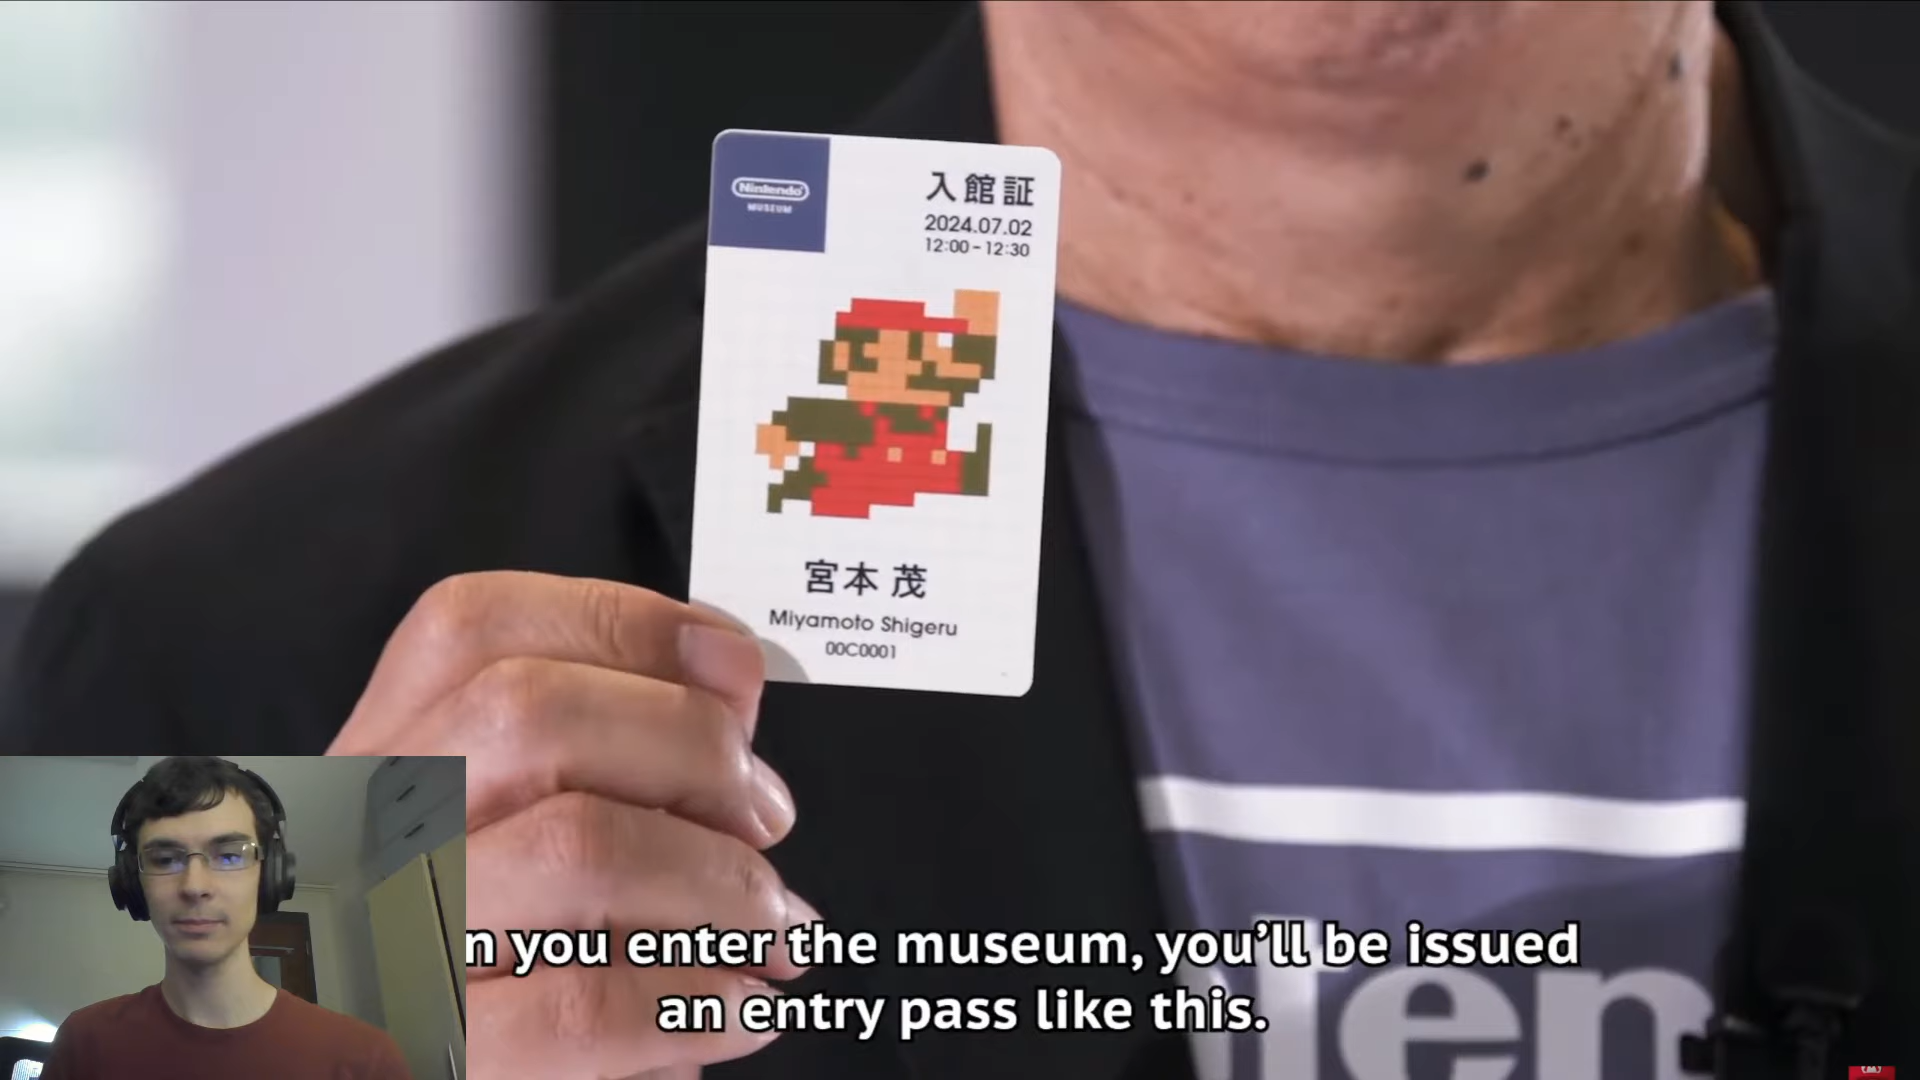 Nintendo
MUSEUM
入館証
2024.07.02
12:00-12:30
宮本 茂
Miyamoto Shigeru
00C0001
you enter the museum, you’ll be issued
an entry pass like this.